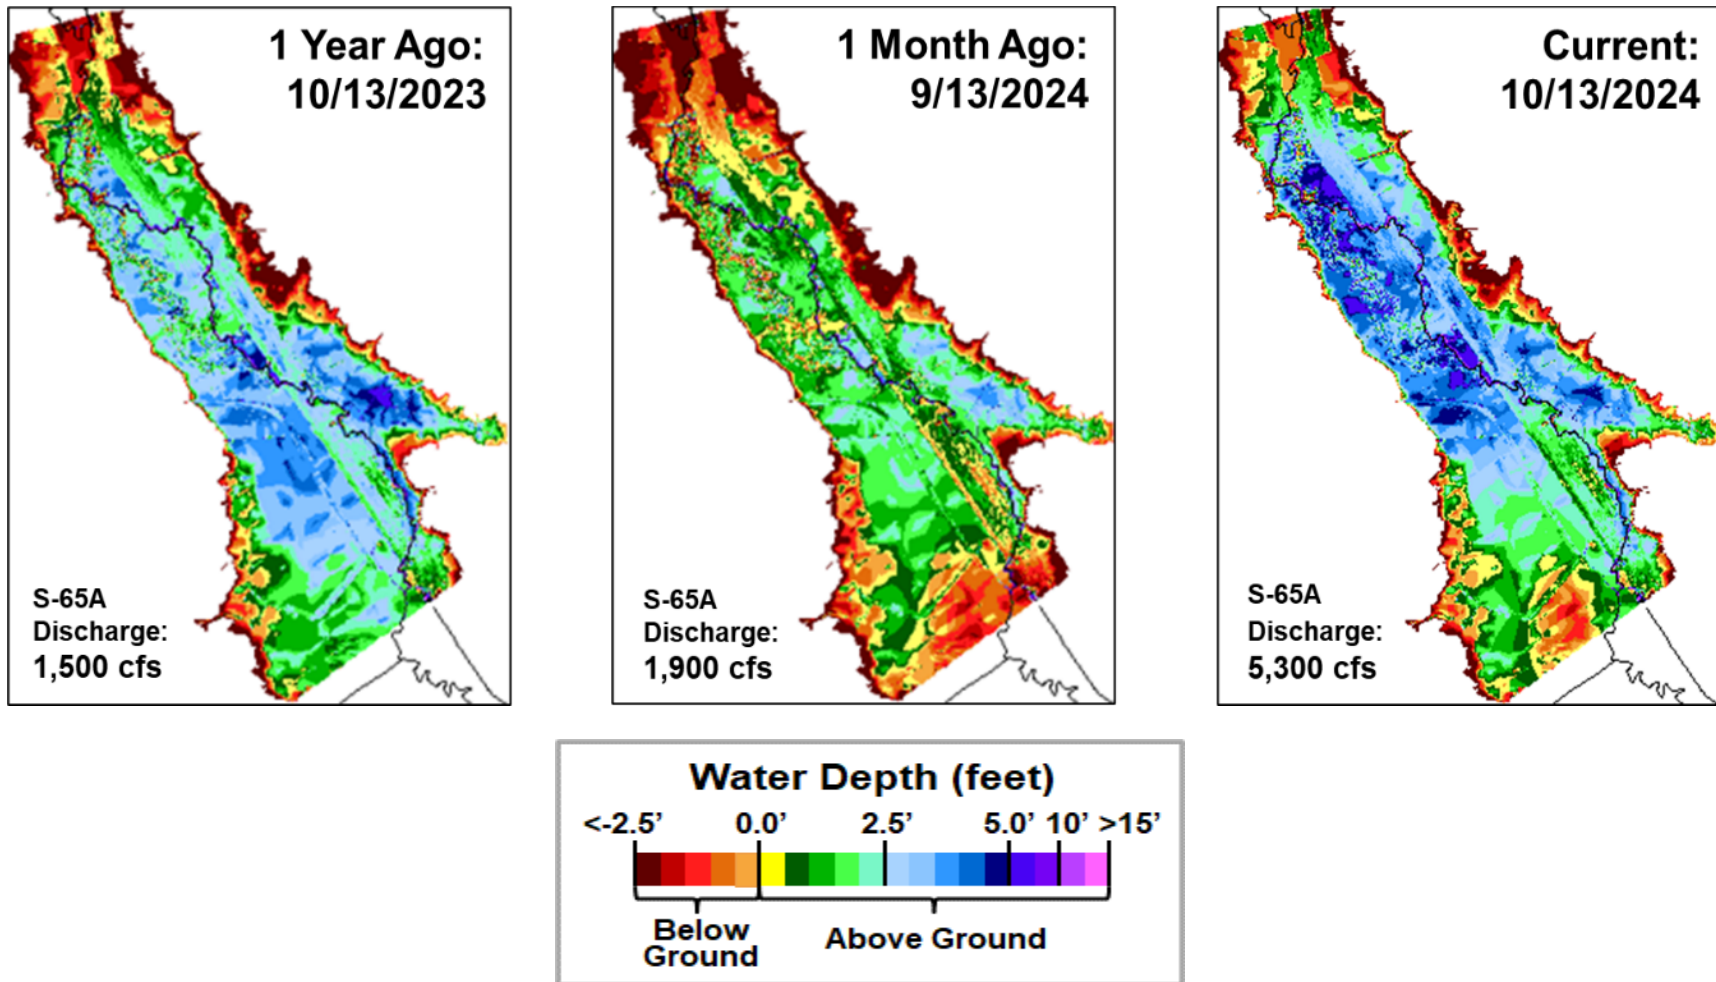 1 Year Ago:
10/13/2023
S-65A
Discharge:
1,500 cfs
1 Month Ago:
9/13/2024
S-65A
Discharge:
1,900 cfs
Current:
10/13/2024
S-65A
Discharge:
5,300 cfs
Water Depth (feet)
<-2.5' 0.0' 2.5' 5.0' 10' >15'
Below
Ground
Above Ground